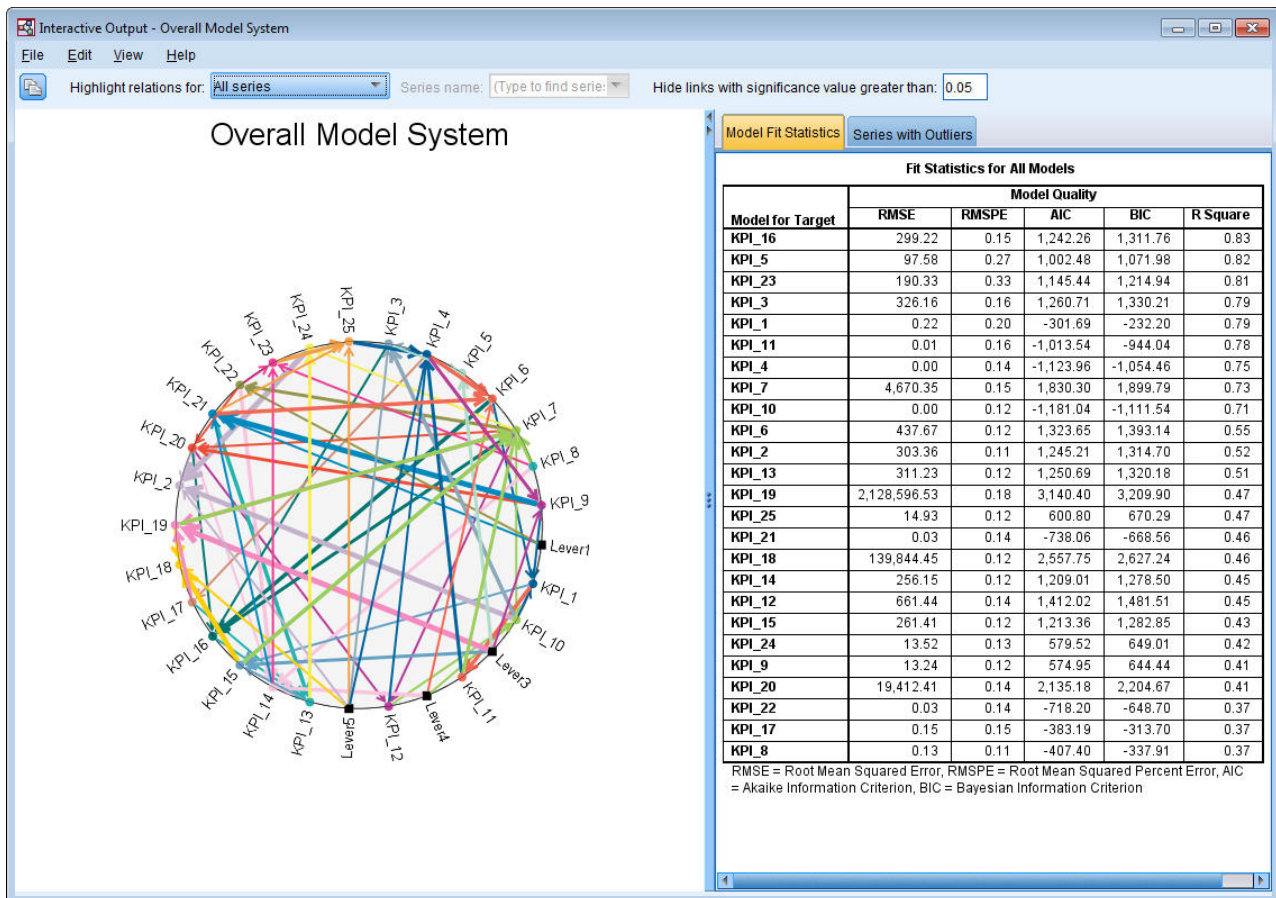 Interactive Output - Overall Model System
File Edit View Help
Highlight relations for: All series Series name: (Type to find serie: Hide links with significance value greater than: 0.05
Overall Model System
KPI_3
KPI_4
KPI_5
KPI_6
KPI_7
KPI_8
KPI_9
Lever1
KPI_1
KPI_10
Lever3
KPI_11
Lever4
KPI_12
Lever5
KPI_13
KPI_14
KPI_15
KPI_16
KPI_17
KPI_18
KPI_19
KPI_2
KPI_20
KPI_21
KPI_22
KPI_23
KPI_24
KPI_25
Model Fit Statistics Series with Outliers
Fit Statistics for All Models
Model Quality
Model for Target RMSE RMSPE AIC BIC R Square
KPI_16 299.22 0.15 1,242.26 1,311.76 0.83
KPI_5 97.58 0.27 1,002.48 1,071.98 0.82
KPI_23 190.33 0.33 1,145.44 1,214.94 0.81
KPI_3 326.16 0.16 1,260.71 1,330.21 0.79
KPI_1 0.22 0.20 -301.69 -232.20 0.79
KPI_11 0.01 0.16 -1,013.54 -944.04 0.78
KPI_4 0.00 0.14 -1,123.96 -1,054.46 0.75
KPI_7 4,670.35 0.15 1,830.30 1,899.79 0.73
KPI_10 0.00 0.12 -1,181.04 -1,111.54 0.71
KPI_6 437.67 0.12 1,323.65 1,393.14 0.55
KPI_2 303.36 0.11 1,245.21 1,314.70 0.52
KPI_13 311.23 0.12 1,250.69 1,320.18 0.51
KPI_19 2,128,596.53 0.18 3,140.40 3,209.90 0.47
KPI_25 14.93 0.12 600.80 670.29 0.47
KPI_21 0.03 0.14 -738.06 -668.56 0.46
KPI_18 139,844.45 0.12 2,557.75 2,627.24 0.46
KPI_14 256.15 0.12 1,209.01 1,278.50 0.45
KPI_12 661.44 0.14 1,412.02 1,481.51 0.45
KPI_15 261.41 0.12 1,213.36 1,282.85 0.43
KPI_24 13.52 0.13 579.52 649.01 0.42
KPI_9 13.24 0.12 574.95 644.44 0.41
KPI_20 19,412.41 0.14 2,135.18 2,204.67 0.41
KPI_22 0.03 0.14 -718.20 -648.70 0.37
KPI_17 0.15 0.15 -383.19 -313.70 0.37
KPI_8 0.13 0.11 -407.40 -337.91 0.37
RMSE = Root Mean Squared Error, RMSPE = Root Mean Squared Percent Error, AIC
= Akaike Information Criterion, BIC = Bayesian Information Criterion